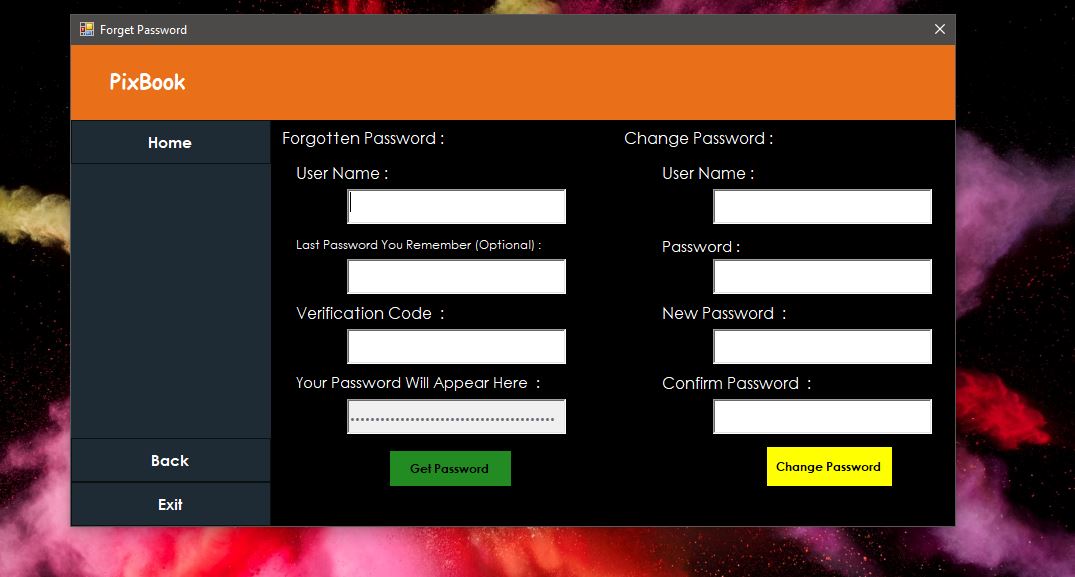 Forget Password
PixBook
Home
Back
Exit
Forgotten Password :
User Name :
Last Password You Remember (Optional) :
Verification Code :
Your Password Will Appear Here :
........................................
Get Password
Change Password :
User Name :
Password :
New Password :
Confirm Password :
Change Password